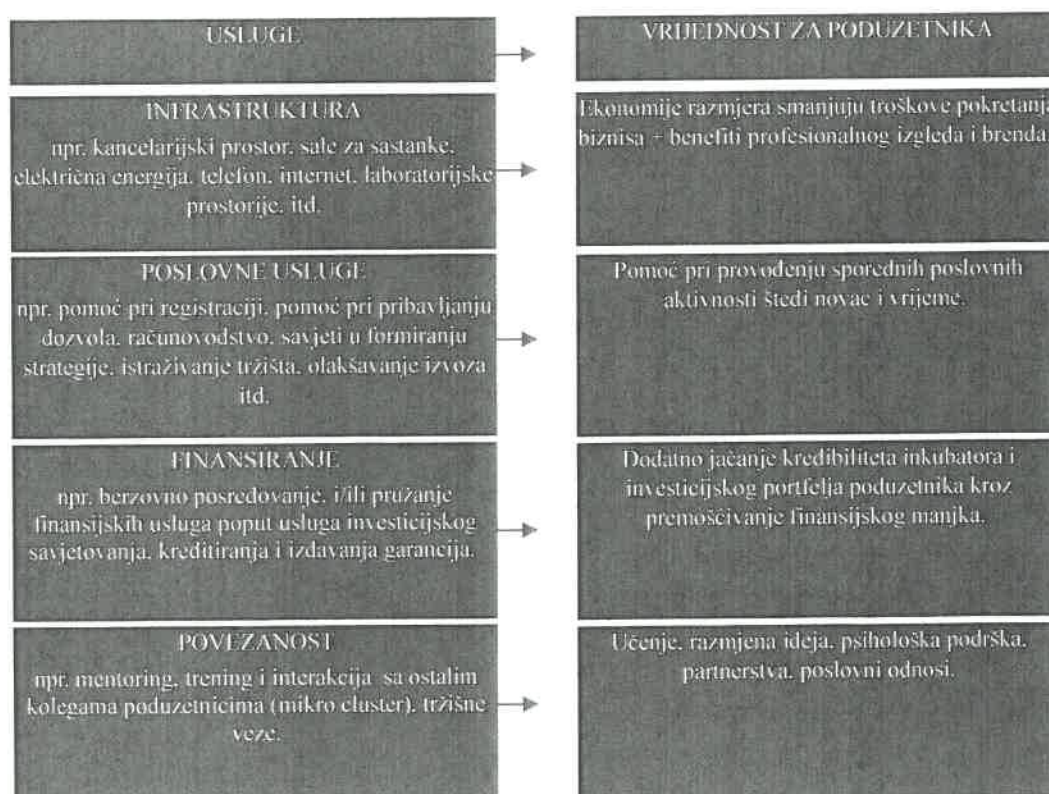 USLUGE
VRIJEDNOST ZA PODUZETNIKA
INFRASTRUKTURA
npr. kancelarijski prostor, sale za sastanke,
električna energija, telefon, internet, laboratorijske
prostorije, itd.
Ekonomije razmjera smanjuju troškove pokretanja
biznisa + benefiti profesionalnog izgleda i brenda.
POSLOVNE USLUGE
npr. pomoć pri registraciji, pomoć pri pribavljanju
dozvola, računovodstvo, savjeti u formiranju
strategije, istraživanje tržišta, olakšavanje izvoza
itd.
Pomoć pri provođenju sporednih poslovnih
aktivnosti štedi novac i vrijeme.
FINANSIRANJE
npr. berzovno posredovanje, i/ili pružanje
finansijskih usluga poput usluga investicijskog
savjetovanja, kreditiranja i izdavanja garancija.
Dodatno jačanje kredibiliteta inkubatora i
investicijskog portfelja poduzetnika kroz
premošćivanje finansijskog manjka.
POVEZANOST
npr. mentoring, trening i interakcija sa ostalim
kolegama poduzetnicima (mikro cluster), tržišne
veze.
Učenje, razmjena ideja, psihološka podrška,
partnerstva, poslovni odnosi.